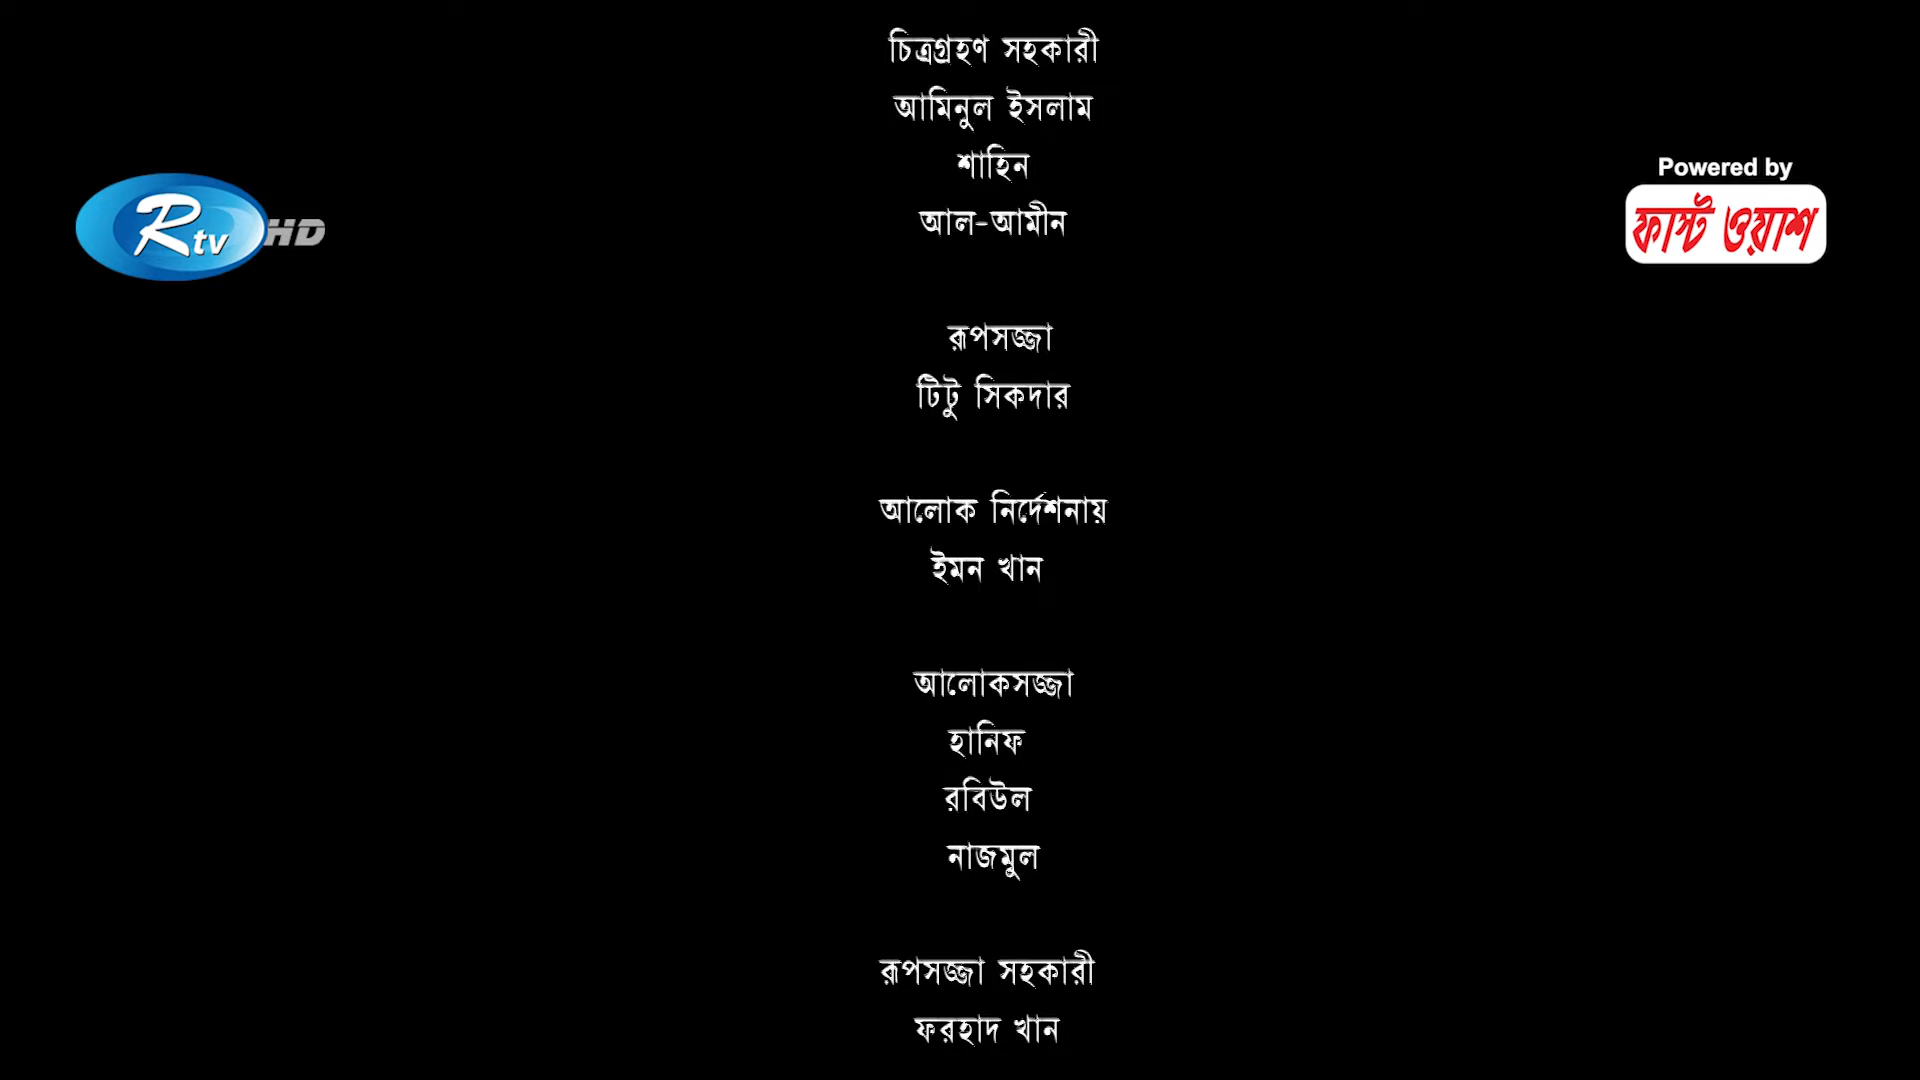 চিত্রগ্রহণ সহকারী
আমিনুল ইসলাম
শাহিন
আল-আমীন
Rtv HD
Powered by
ফাস্ট ওয়াশ
রূপসজ্জা
টিটু সিকদার
আলোক নির্দেশনায়
ইমন খান
আলোকসজ্জা
হানিফ
রবিউল
নাজমুল
রূপসজ্জা সহকারী
ফরহাদ খান